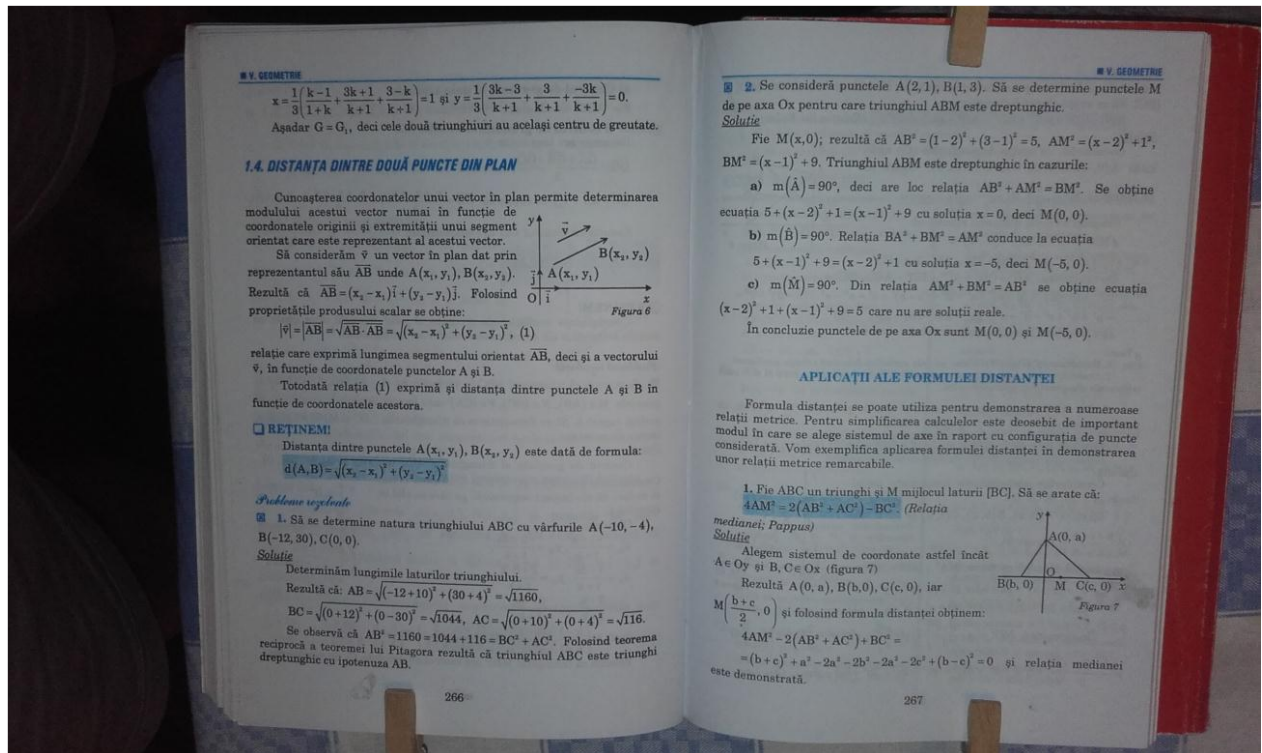 ■ V. GEOMETRIE
x = 1/3((k−1)/(1+k) + (3k+1)/(k+1) + (3−k)/(k+1)) = 1 și y = 1/3((3k−3)/(k+1) + 3/(k+1) + (−3k)/(k+1)) = 0.
Așadar G = G₁, deci cele două triunghiuri au același centru de greutate.
1.4. DISTANȚA DINTRE DOUĂ PUNCTE DIN PLAN
Cunoașterea coordonatelor unui vector în plan permite determinarea
modulului acestui vector numai în funcție de
coordonatele originii și extremității unui segment
orientat care este reprezentant al acestui vector.
Să considerăm v̄ un vector în plan dat prin
reprezentantul său AB̅ unde A(x₁, y₁), B(x₂, y₂).
Rezultă că AB̅ = (x₂ − x₁)i⃗ + (y₂ − y₁)j⃗. Folosind
proprietățile produsului scalar se obține:
y
v⃗
B(x₂, y₂)
j⃗
A(x₁, y₁)
O
i⃗
x
Figura 6
|v̄| = |AB̅| = √(AB̅ · AB̅) = √((x₂ − x₁)² + (y₂ − y₁)²), (1)
relație care exprimă lungimea segmentului orientat AB̅, deci și a vectorului
v̄, în funcție de coordonatele punctelor A și B.
Totodată relația (1) exprimă și distanța dintre punctele A și B în
funcție de coordonatele acestora.
❑ REȚINEM!
Distanța dintre punctele A(x₁, y₁), B(x₂, y₂) este dată de formula:
d(A,B) = √((x₂ − x₁)² + (y₂ − y₁)²)
Probleme rezolvate
1. Să se determine natura triunghiului ABC cu vârfurile A(−10, −4),
B(−12, 30), C(0, 0).
Soluție
Determinăm lungimile laturilor triunghiului.
Rezultă că: AB = √((−12+10)² + (30+4)²) = √1160,
BC = √((0+12)² + (0−30)²) = √1044, AC = √((0+10)² + (0+4)²) = √116.
Se observă că AB² = 1160 = 1044 + 116 = BC² + AC². Folosind teorema
reciprocă a teoremei lui Pitagora rezultă că triunghiul ABC este triunghi
dreptunghic cu ipotenuza AB.
266
■ V. GEOMETRIE
2. Se consideră punctele A(2, 1), B(1, 3). Să se determine punctele M
de pe axa Ox pentru care triunghiul ABM este dreptunghic.
Soluție
Fie M(x,0); rezultă că AB² = (1−2)² + (3−1)² = 5, AM² = (x−2)² + 1²,
BM² = (x−1)² + 9. Triunghiul ABM este dreptunghic în cazurile:
a) m(Â) = 90°, deci are loc relația AB² + AM² = BM². Se obține
ecuația 5 + (x−2)² + 1 = (x−1)² + 9 cu soluția x = 0, deci M(0, 0).
b) m(B̂) = 90°. Relația BA² + BM² = AM² conduce la ecuația
5 + (x−1)² + 9 = (x−2)² + 1 cu soluția x = −5, deci M(−5, 0).
c) m(M̂) = 90°. Din relația AM² + BM² = AB² se obține ecuația
(x−2)² + 1 + (x−1)² + 9 = 5 care nu are soluții reale.
În concluzie punctele de pe axa Ox sunt M(0, 0) și M(−5, 0).
APLICAȚII ALE FORMULEI DISTANȚEI
Formula distanței se poate utiliza pentru demonstrarea a numeroase
relații metrice. Pentru simplificarea calculelor este deosebit de important
modul în care se alege sistemul de axe în raport cu configurația de puncte
considerată. Vom exemplifica aplicarea formulei distanței în demonstrarea
unor relații metrice remarcabile.
1. Fie ABC un triunghi și M mijlocul laturii [BC]. Să se arate că:
4AM² = 2(AB² + AC²) − BC². (Relația
medianei; Pappus)
Soluție
Alegem sistemul de coordonate astfel încât
A ∈ Oy și B, C ∈ Ox (figura 7)
Rezultă A(0, a), B(b,0), C(c, 0), iar
M((b+c)/2, 0) și folosind formula distanței obținem:
y
A(0, a)
O
B(b, 0)
M
C(c, 0)
x
Figura 7
4AM² − 2(AB² + AC²) + BC² =
= (b+c)² + a² − 2a² − 2b² − 2a² − 2c² + (b−c)² = 0 și relația medianei
este demonstrată.
267